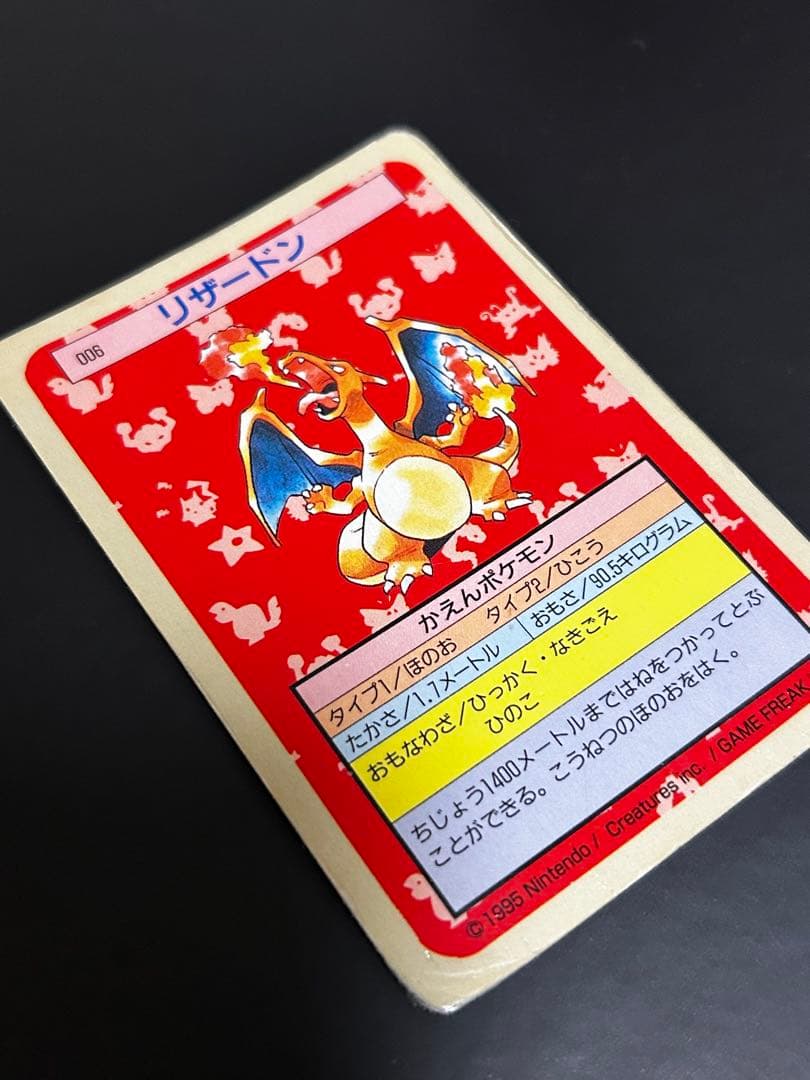 006
リザードン
かえんポケモン
タイプ1/ほのお タイプ2/ひこう
たかさ/1.7メートル おもさ/90.5キログラム
おもなわざ/ひっかく・なきごえ
ひのこ
ちじょう1400メートルまではねをつかってとぶ
ことができる。こうねつのほのおをはく。
©1995 Nintendo / Creatures inc. / GAME FREAK